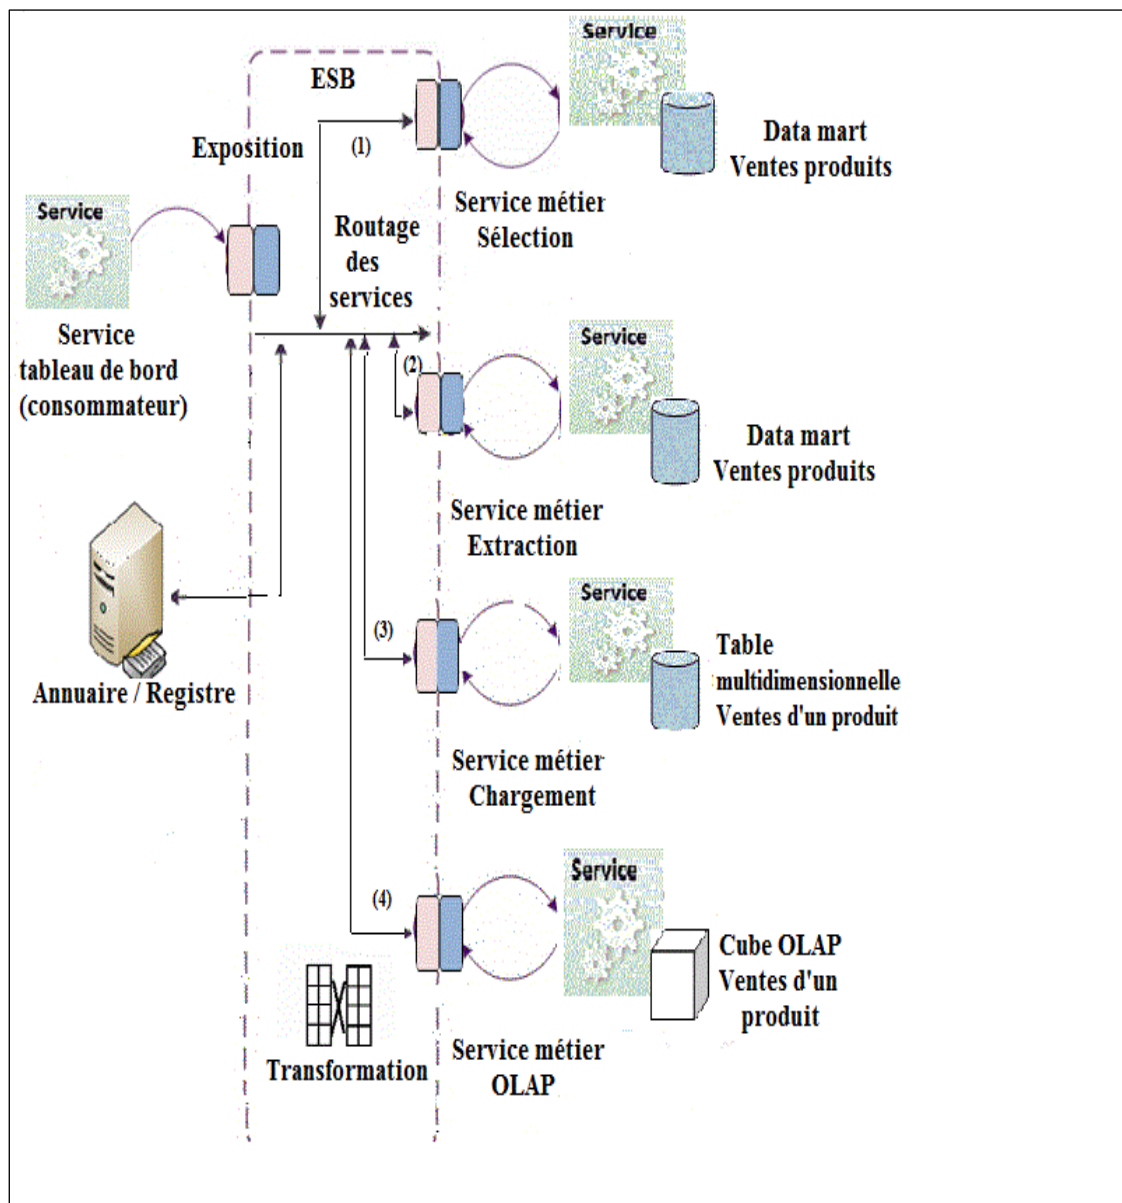 Service
ESB
Data mart
Ventes produits
Exposition
(1)
Service métier
Sélection
Service
Routage
des
services
Service
tableau de bord
(consommateur)
Service
(2)
Data mart
Ventes produits
Service métier
Extraction
Service
(3)
Table
multidimensionnelle
Ventes d'un produit
Annuaire / Registre
Service métier
Chargement
Service
(4)
Cube OLAP
Ventes d'un
produit
Transformation
Service métier
OLAP